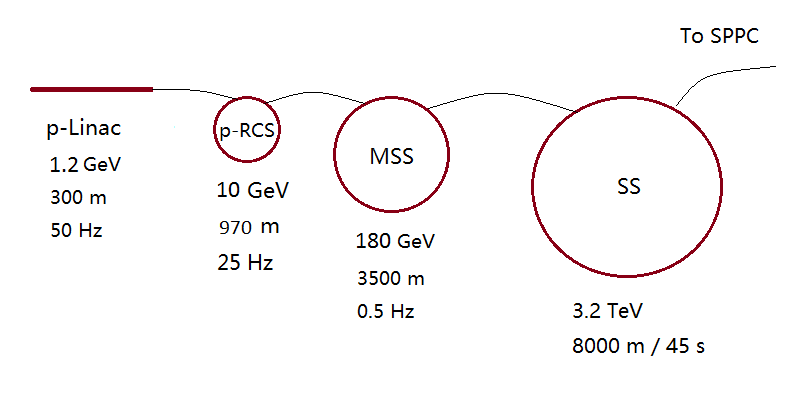 To SPPC
p-Linac
1.2 GeV
300 m
50 Hz
p-RCS
10 GeV
970 m
25 Hz
MSS
180 GeV
3500 m
0.5 Hz
SS
3.2 TeV
8000 m / 45 s